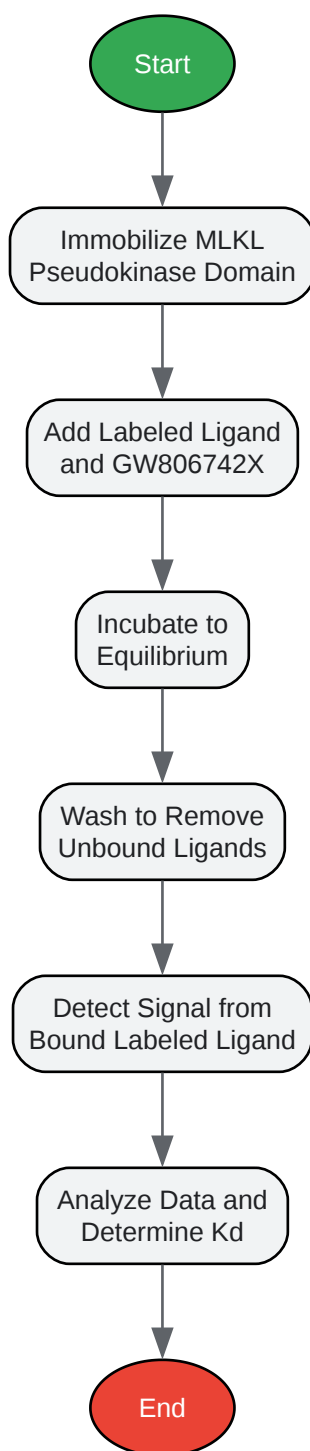 Start
Immobilize MLKL
Pseudokinase Domain
Add Labeled Ligand
and GW806742X
Incubate to
Equilibrium
Wash to Remove
Unbound Ligands
Detect Signal from
Bound Labeled Ligand
Analyze Data and
Determine Kd
End